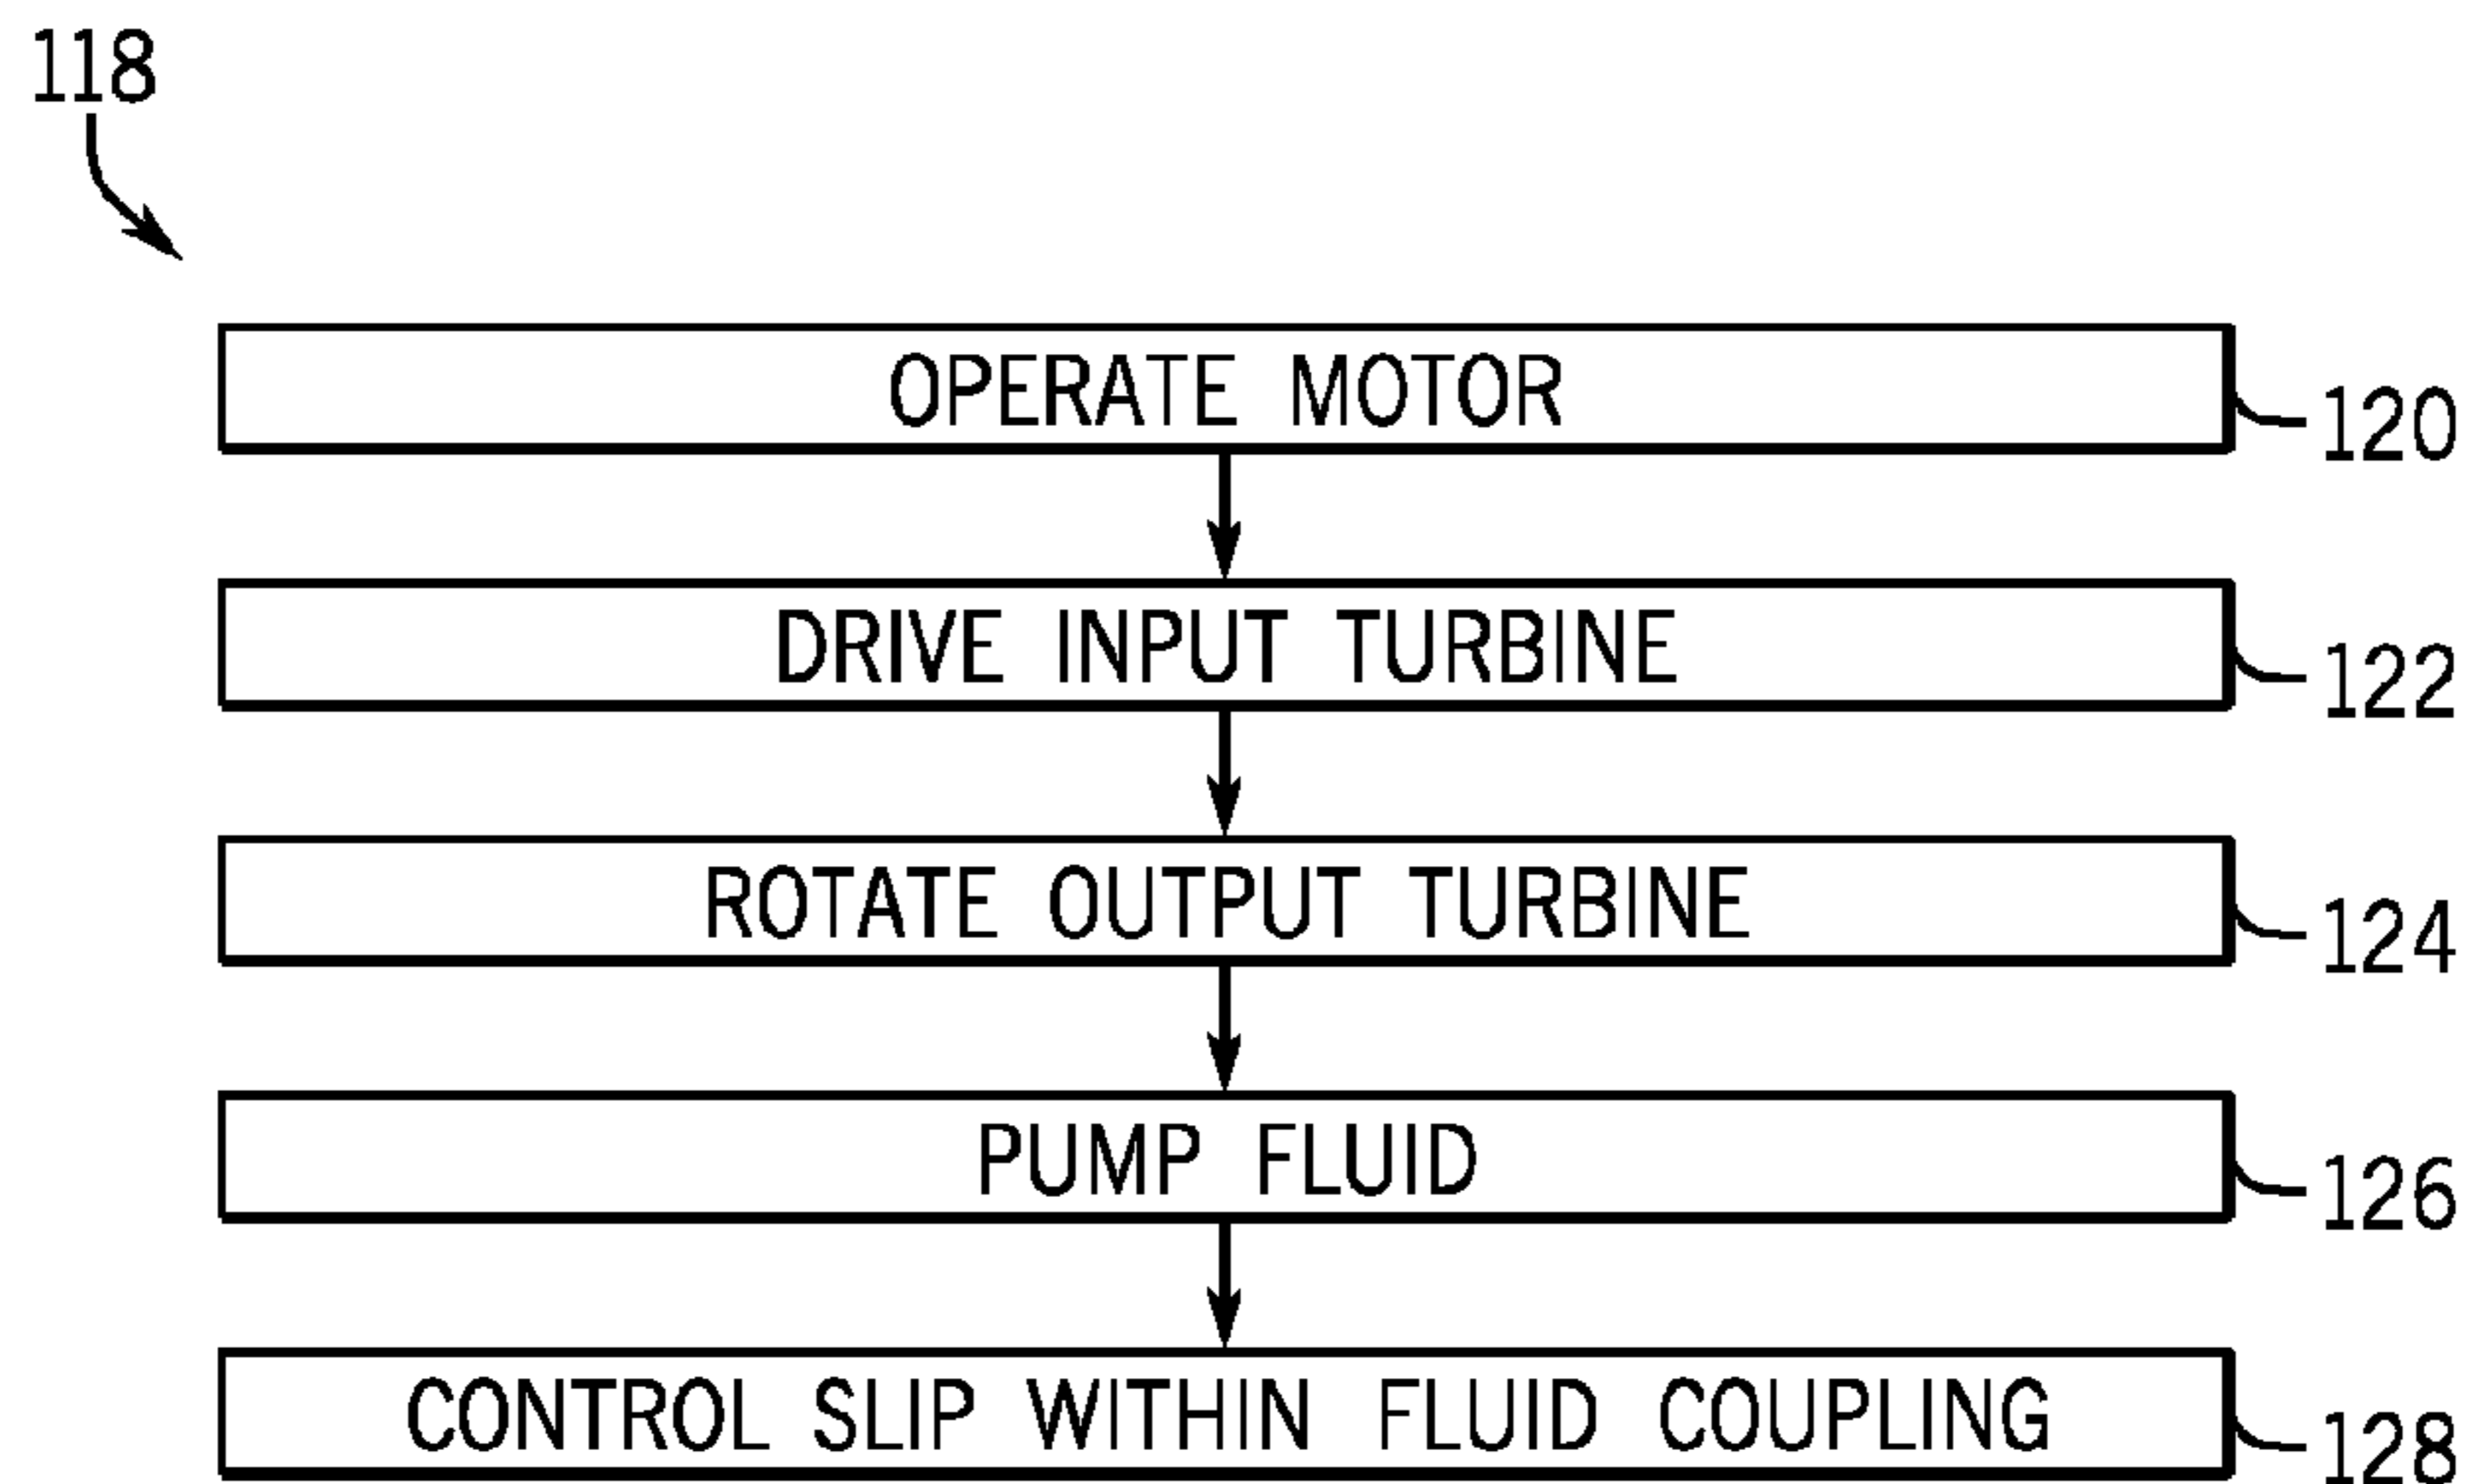 118
OPERATE MOTOR
120
DRIVE INPUT TURBINE
122
ROTATE OUTPUT TURBINE
124
PUMP FLUID
126
CONTROL SLIP WITHIN FLUID COUPLING
128